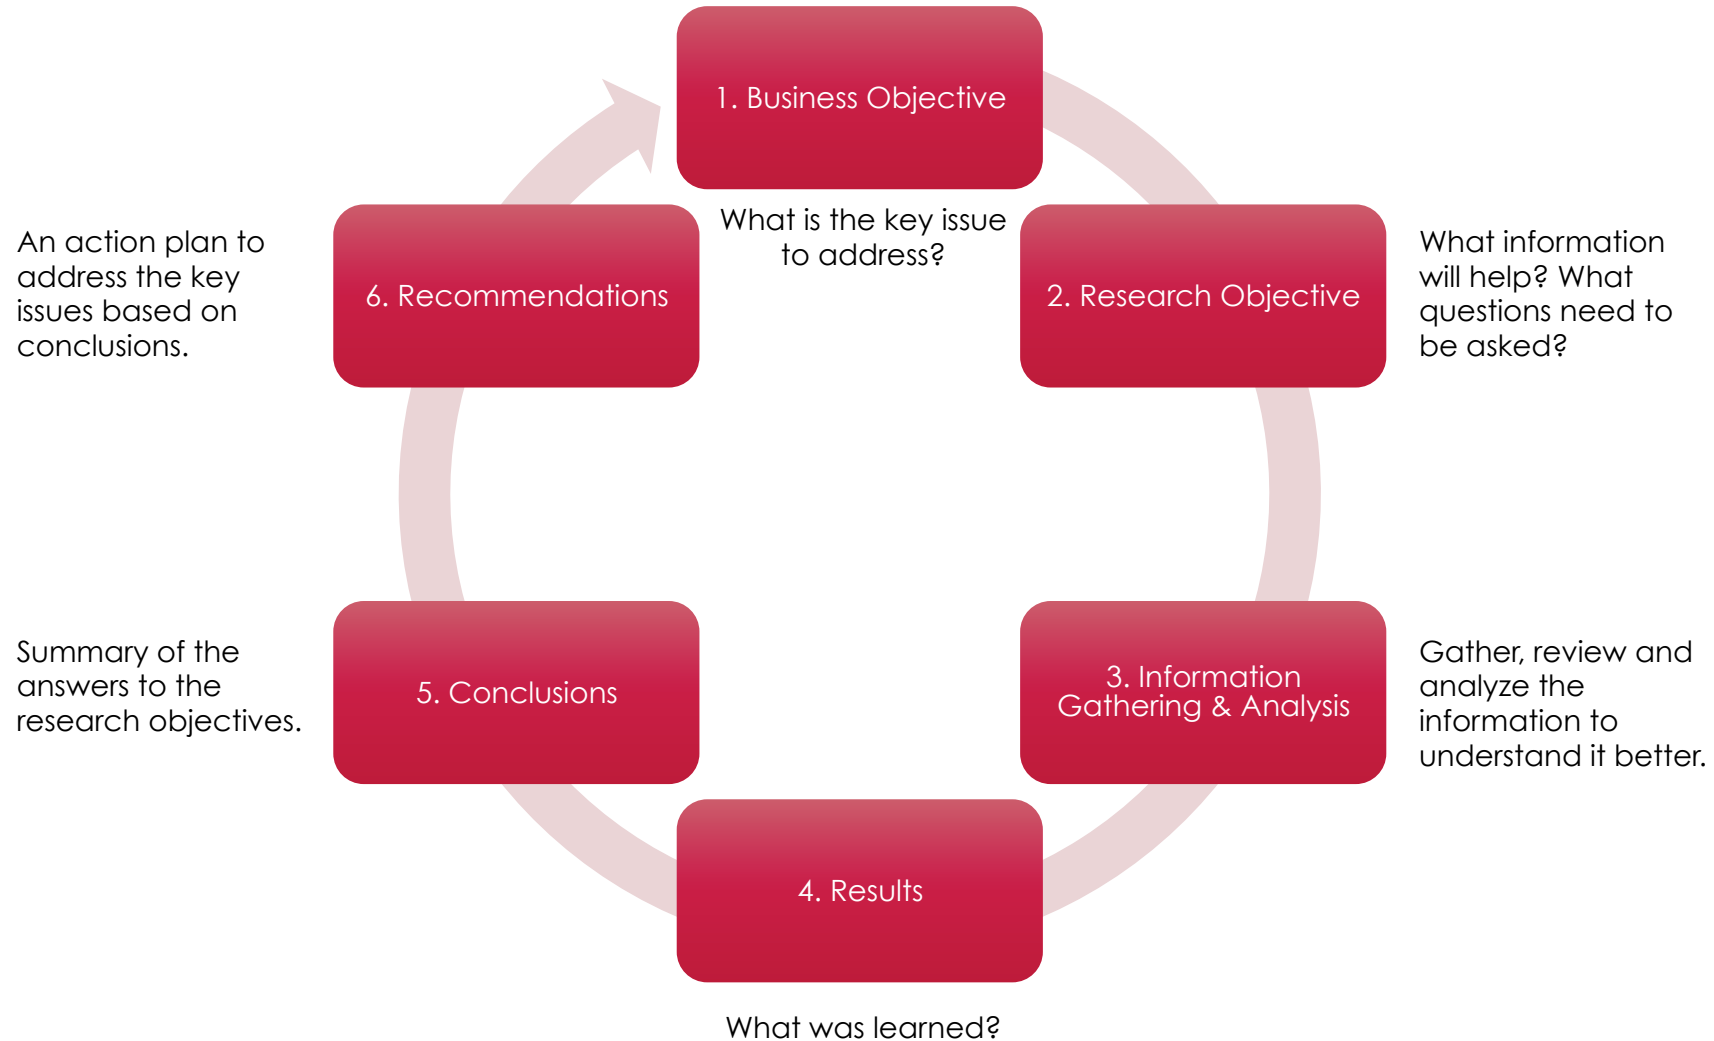 1. Business Objective
What is the key issue
to address?
2. Research Objective
What information
will help? What
questions need to
be asked?
3. Information
Gathering & Analysis
Gather, review and
analyze the
information to
understand it better.
4. Results
What was learned?
5. Conclusions
Summary of the
answers to the
research objectives.
6. Recommendations
An action plan to
address the key
issues based on
conclusions.